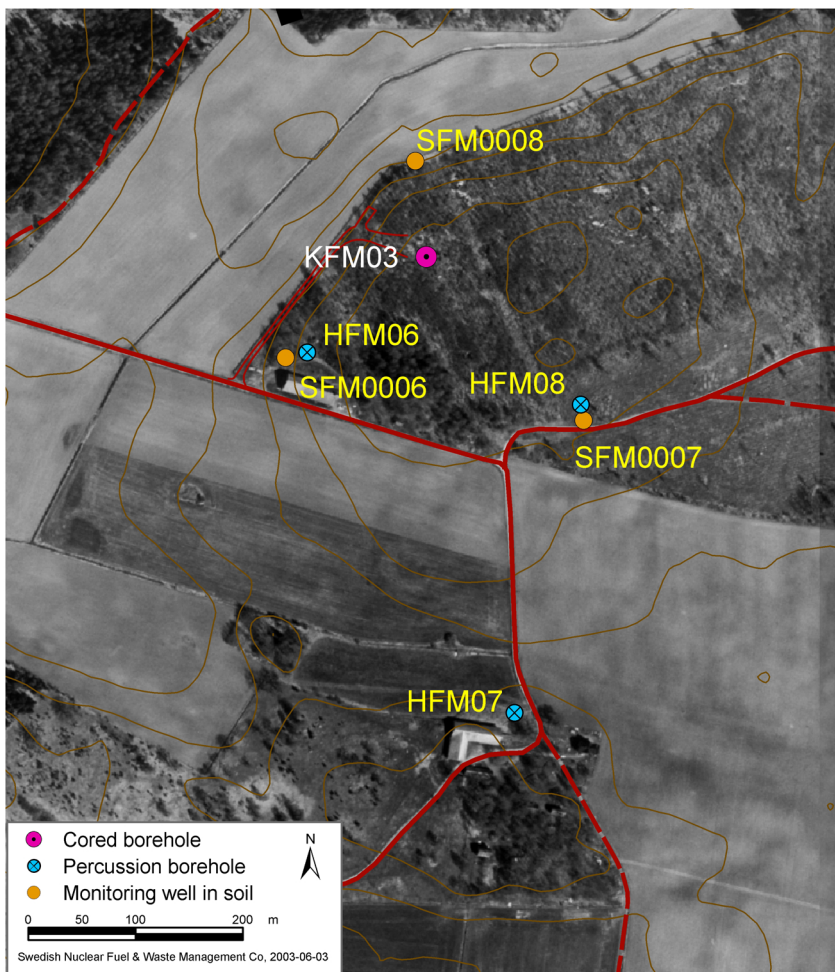 SFM0008
KFM03
HFM06
SFM0006
HFM08
SFM0007
HFM07
Cored borehole
Percussion borehole
Monitoring well in soil
N
0 50 100 200 m
Swedish Nuclear Fuel & Waste Management Co, 2003-06-03